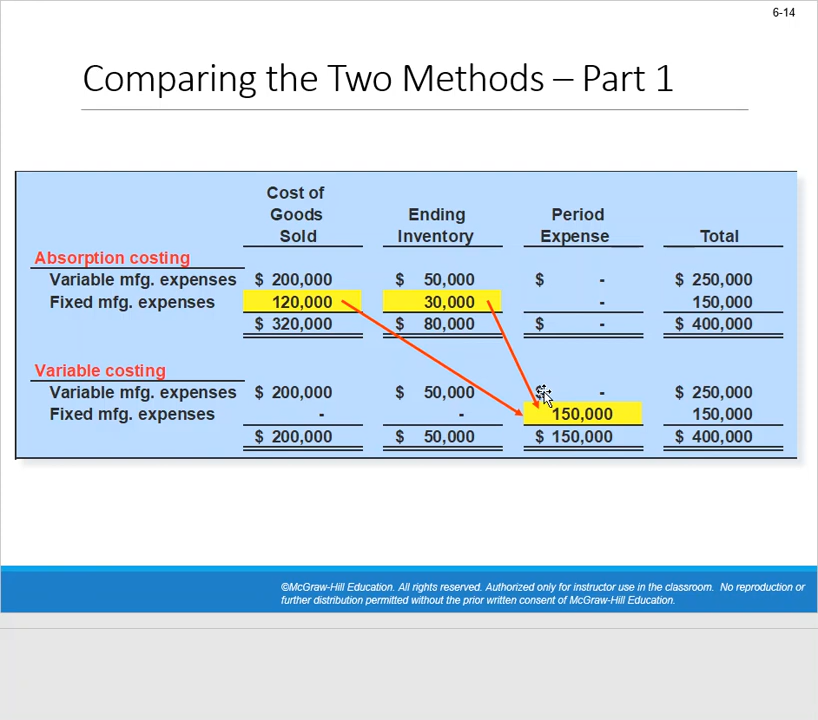 6-14
Comparing the Two Methods – Part 1
Cost of
Goods Ending Period
Sold Inventory Expense Total
Absorption costing
Variable mfg. expenses $ 200,000 $ 50,000 $ - $ 250,000
Fixed mfg. expenses 120,000 30,000 - 150,000
$ 320,000 $ 80,000 $ - $ 400,000
Variable costing
Variable mfg. expenses $ 200,000 $ 50,000 $ - $ 250,000
Fixed mfg. expenses - - 150,000 150,000
$ 200,000 $ 50,000 $ 150,000 $ 400,000
©McGraw-Hill Education. All rights reserved. Authorized only for instructor use in the classroom. No reproduction or
further distribution permitted without the prior written consent of McGraw-Hill Education.